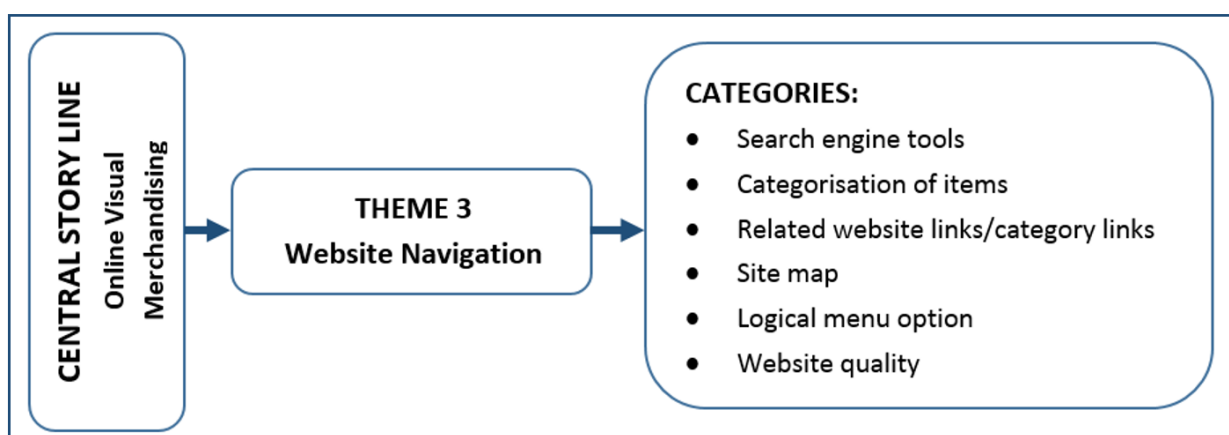 CENTRAL STORY LINE
Online Visual
Merchandising
THEME 3
Website Navigation
CATEGORIES:
● Search engine tools
● Categorisation of items
● Related website links/category links
● Site map
● Logical menu option
● Website quality